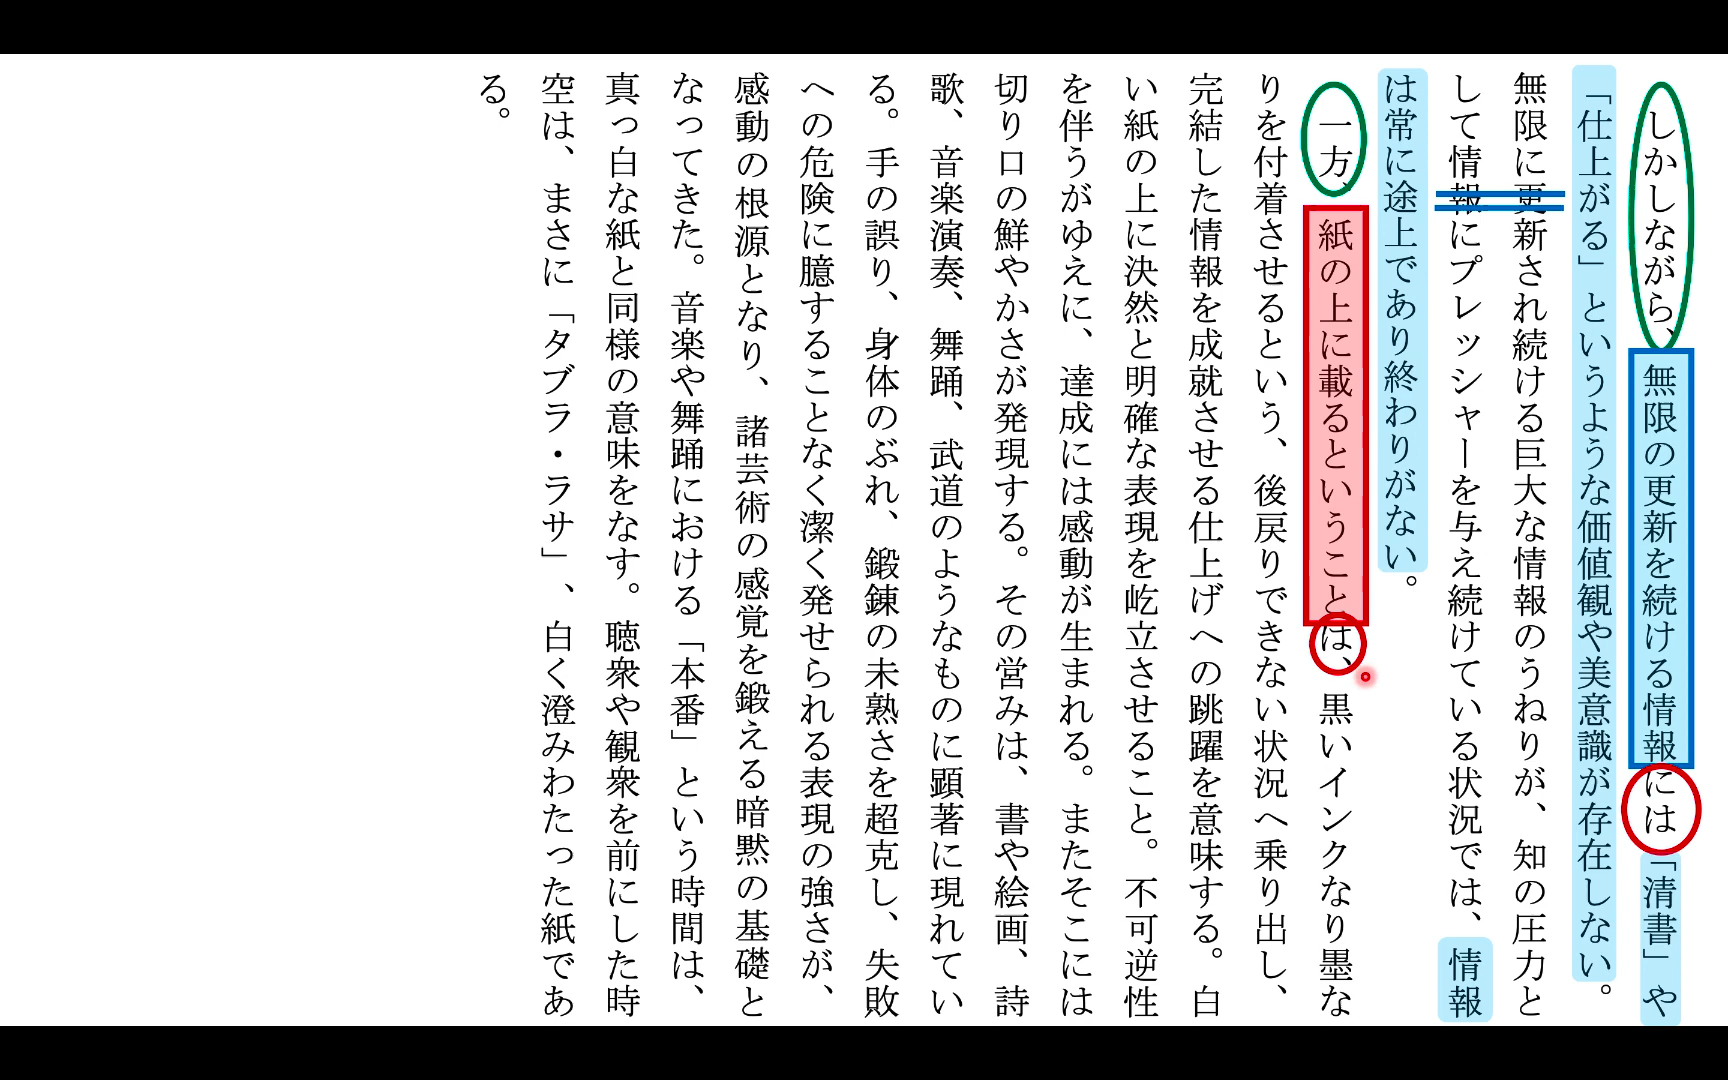 しかしながら、無限の更新を続ける情報には「清書」や
「仕上がる」というような価値観や美意識が存在しない。
無限に更新され続ける巨大な情報のうねりが、知の圧力と
して情報にプレッシャーを与え続けている状況では、情報
は常に途上であり終わりがない。
一方、紙の上に載るということは、黒いインクなり墨な
りを付着させるという、後戻りできない状況へ乗り出し、
完結した情報を成就させる仕上げへの跳躍を意味する。白
い紙の上に決然と明確な表現を屹立させること。不可逆性
を伴うがゆえに、達成には感動が生まれる。またそこには
切り口の鮮やかさが発現する。その営みは、書や絵画、詩
歌、音楽演奏、舞踊、武道のようなものに顕著に現れてい
る。手の誤り、身体のぶれ、鍛錬の未熟さを超克し、失敗
への危険に臆することなく潔く発せられる表現の強さが、
感動の根源となり、諸芸術の感覚を鍛える暗黙の基礎と
なってきた。音楽や舞踊における「本番」という時間は、
真っ白な紙と同様の意味をなす。聴衆や観衆を前にした時
空は、まさに「タブラ・ラサ」、白く澄みわたった紙であ
る。